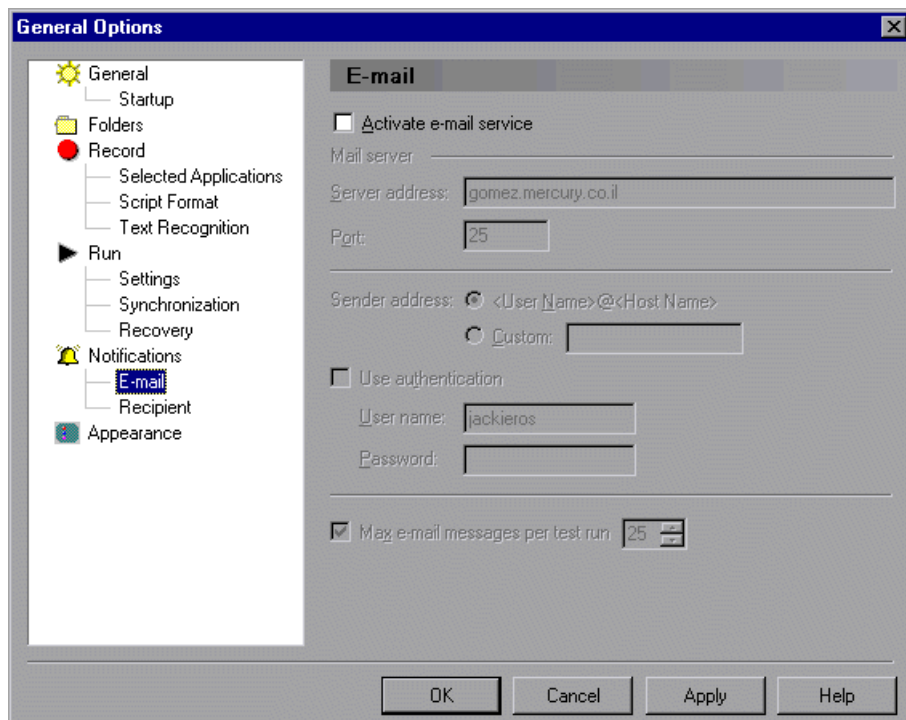 General Options
General
Startup
Folders
Record
Selected Applications
Script Format
Text Recognition
Run
Settings
Synchronization
Recovery
Notifications
E-mail
Recipient
Appearance
E-mail
Activate e-mail service
Mail server
Server address: gomez.mercury.co.il
Port: 25
Sender address: <User Name>@<Host Name>
Custom:
Use authentication
User name: jackieros
Password:
Max e-mail messages per test run 25
OK Cancel Apply Help